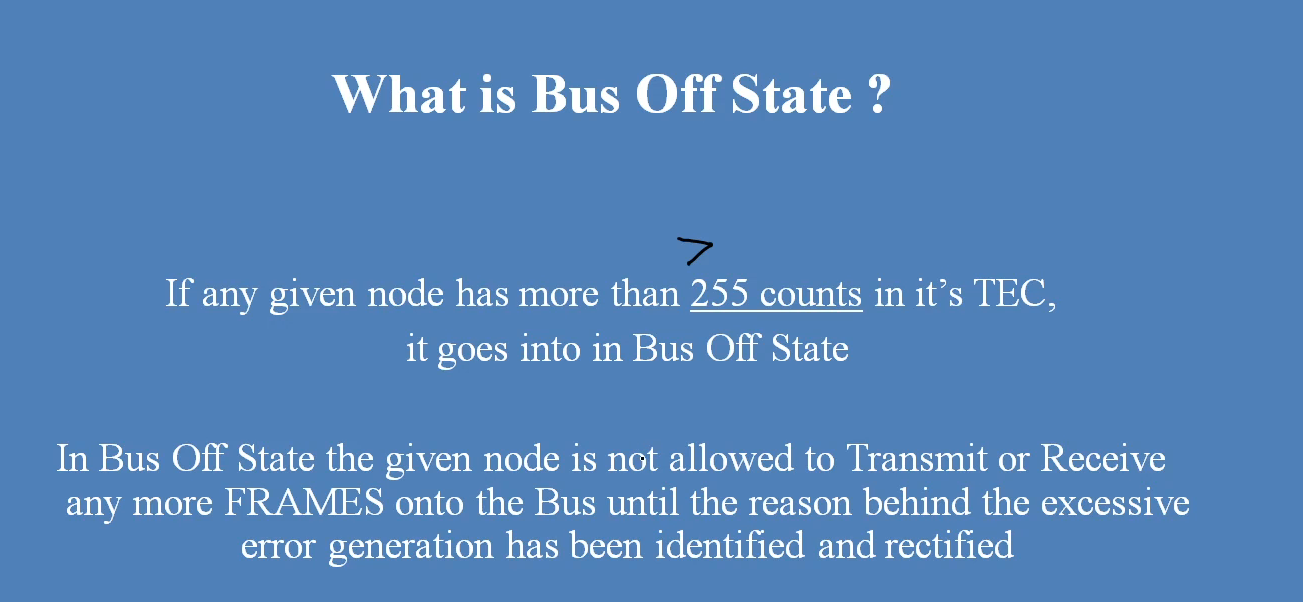 What is Bus Off State ?
>
If any given node has more than 255 counts in it’s TEC,
it goes into in Bus Off State
In Bus Off State the given node is not allowed to Transmit or Receive
any more FRAMES onto the Bus until the reason behind the excessive
error generation has been identified and rectified